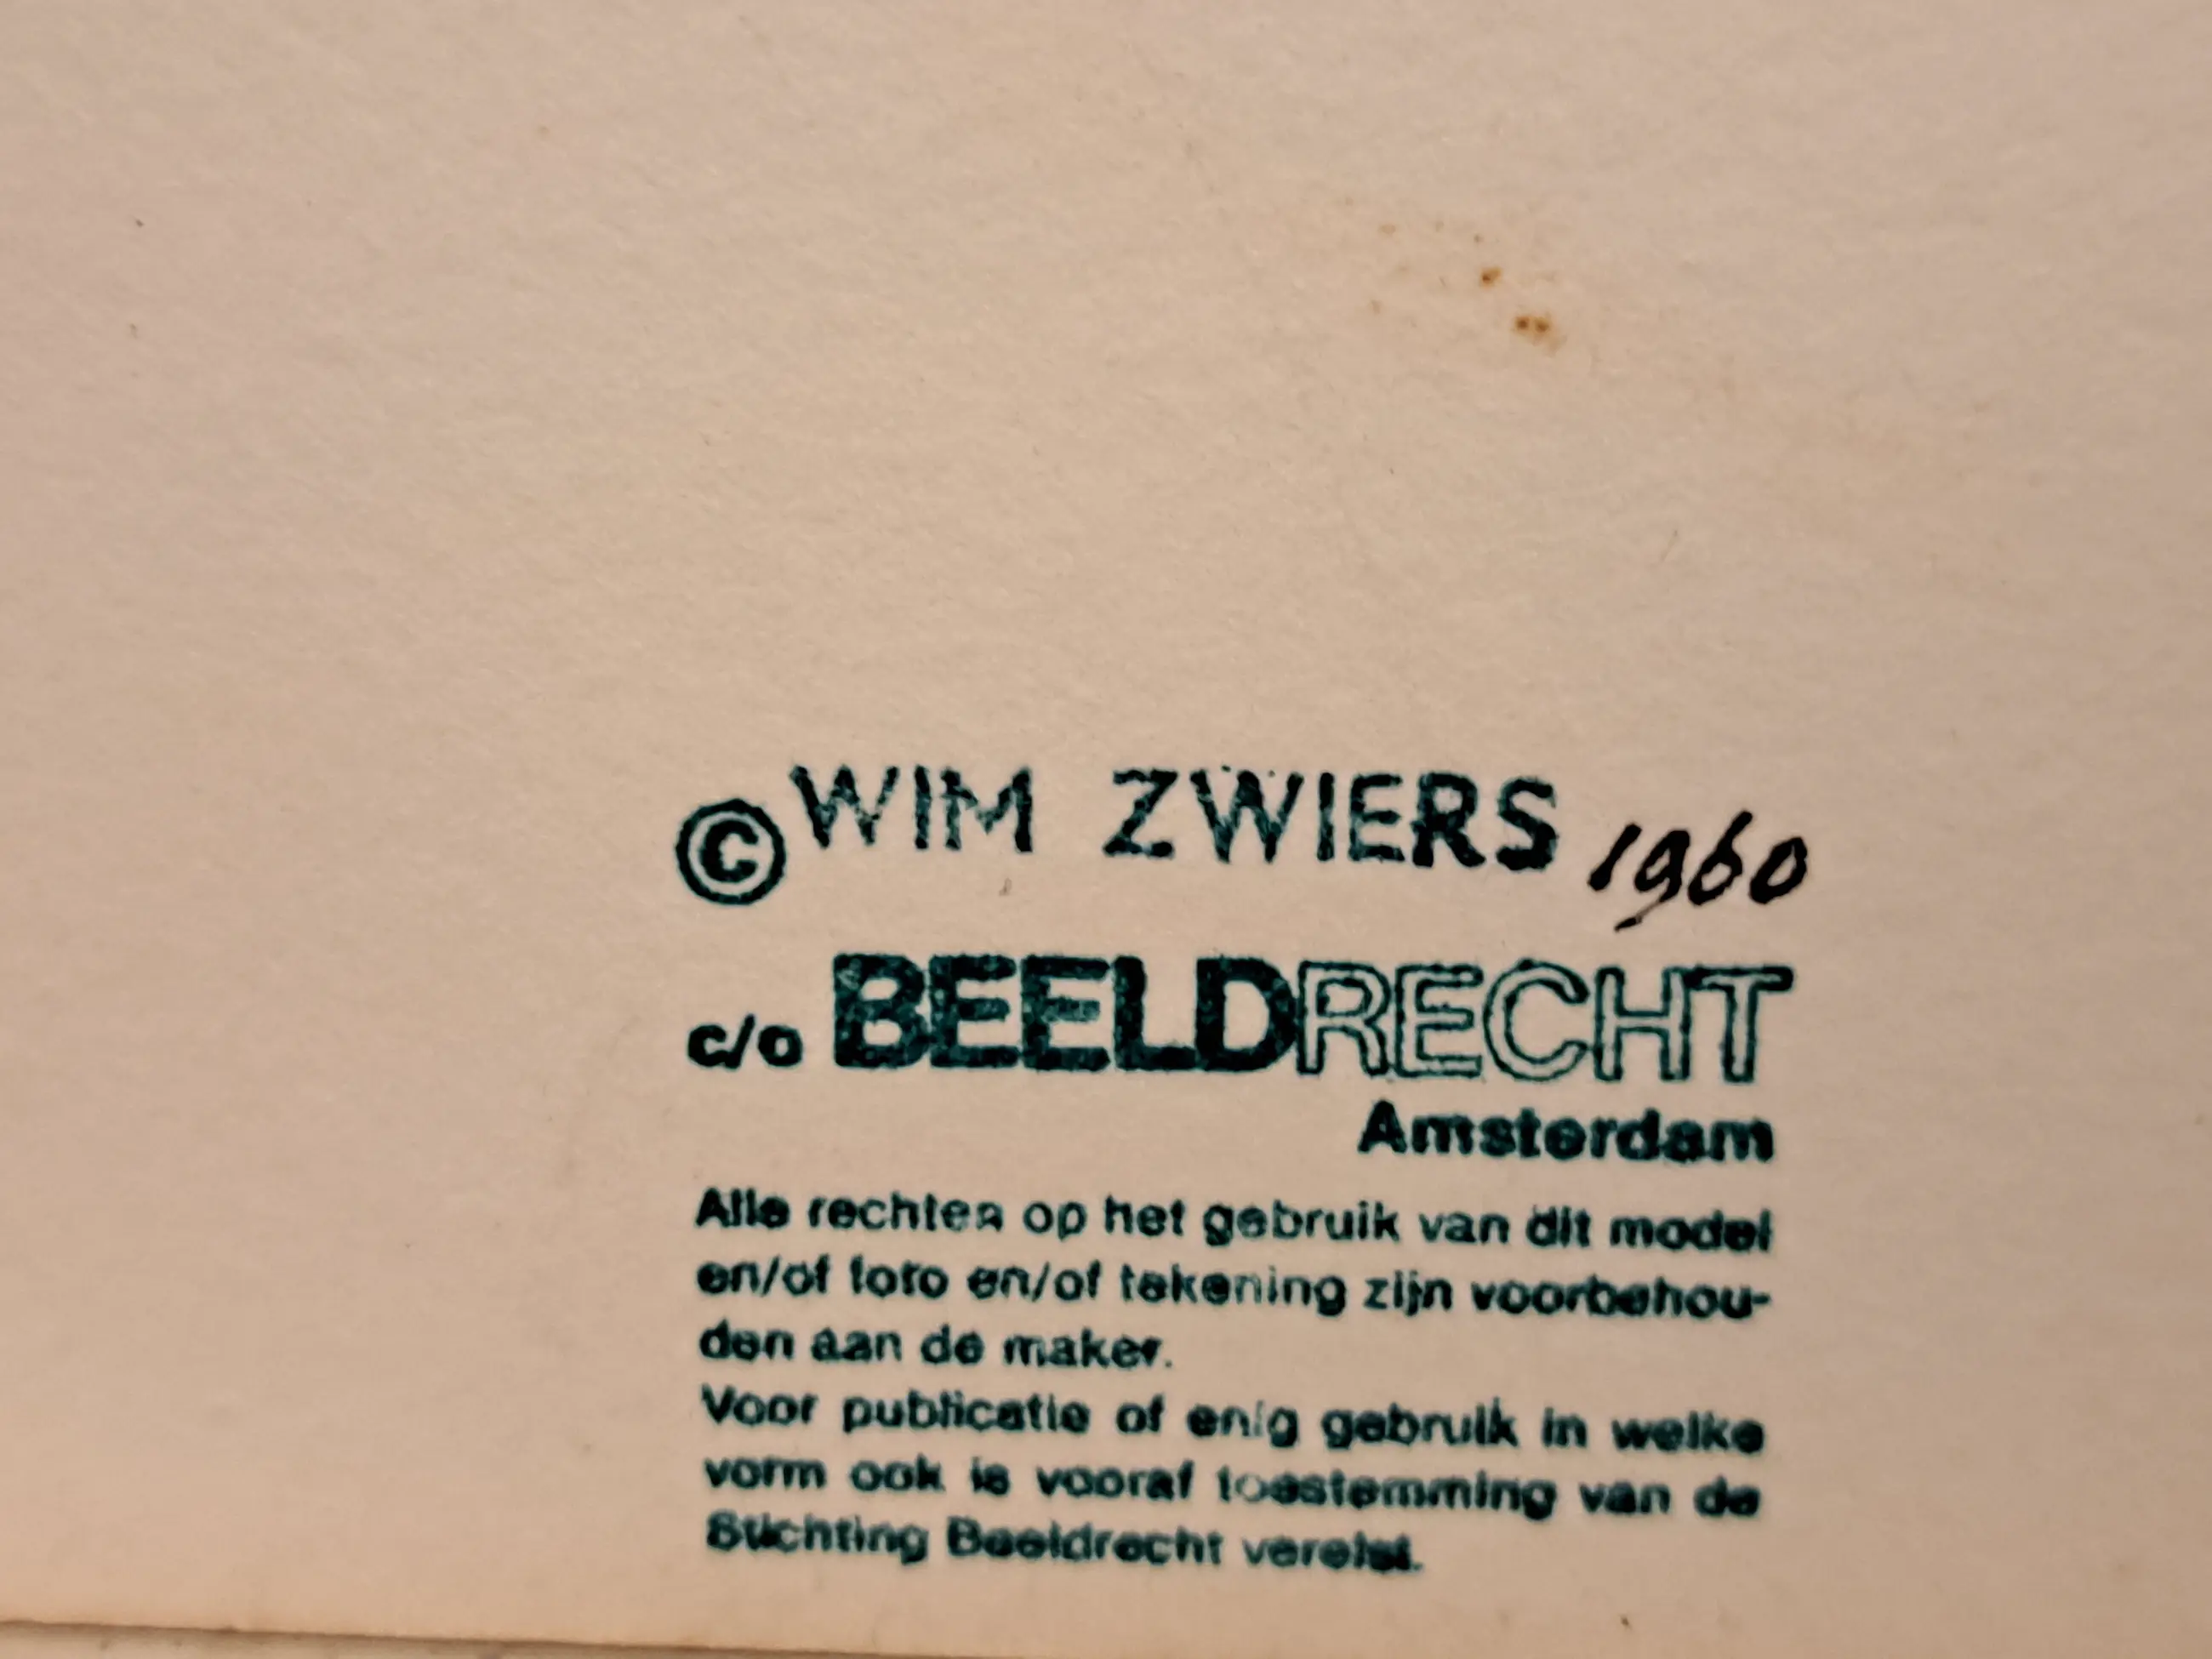 © WIM ZWIERS 1960
c/o BEELDRECHT
Amsterdam
Alle rechten op het gebruik van dit model
en/of foto en/of tekening zijn voorbehou-
den aan de maker.
Voor publicatie of enig gebruik in welke
vorm ook is vooraf toestemming van de
Stichting Beeldrecht vereist.